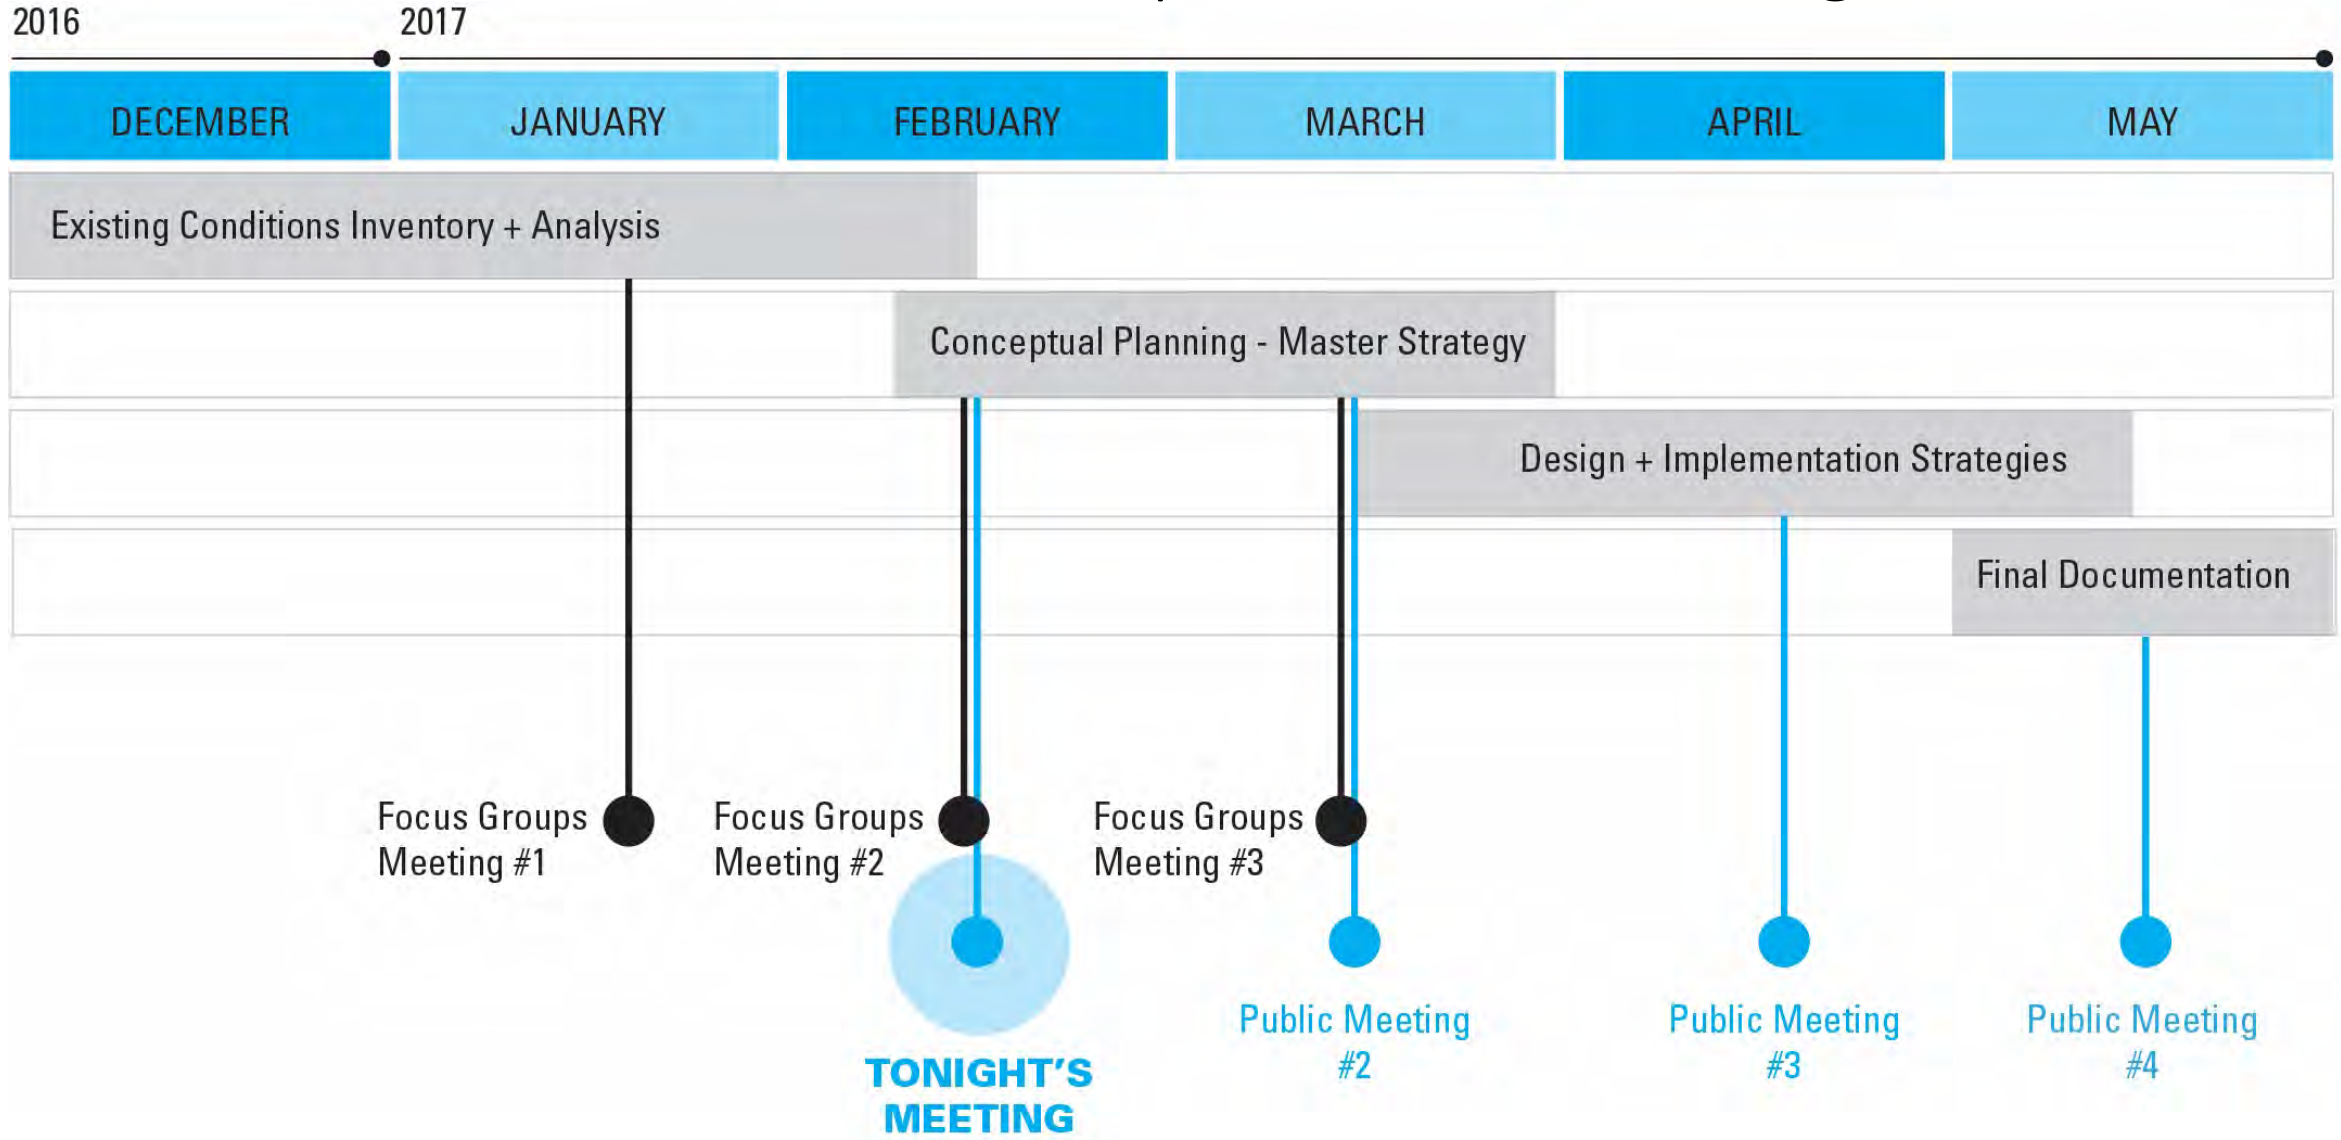 2016
2017
DECEMBER
JANUARY
FEBRUARY
MARCH
APRIL
MAY
Existing Conditions Inventory + Analysis
Conceptual Planning - Master Strategy
Design + Implementation Strategies
Final Documentation
Focus Groups
Meeting #1
Focus Groups
Meeting #2
Focus Groups
Meeting #3
TONIGHT'S
MEETING
Public Meeting
#2
Public Meeting
#3
Public Meeting
#4